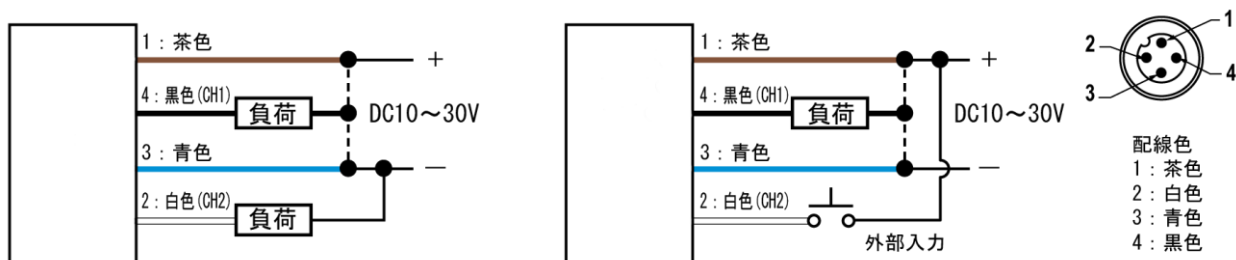 1：茶色
＋
4：黒色(CH1)
負荷
DC10～30V
3：青色
－
2：白色(CH2)
負荷
1：茶色
＋
4：黒色(CH1)
負荷
DC10～30V
3：青色
－
2：白色(CH2)
外部入力
1
2
4
3
配線色
1：茶色
2：白色
3：青色
4：黒色